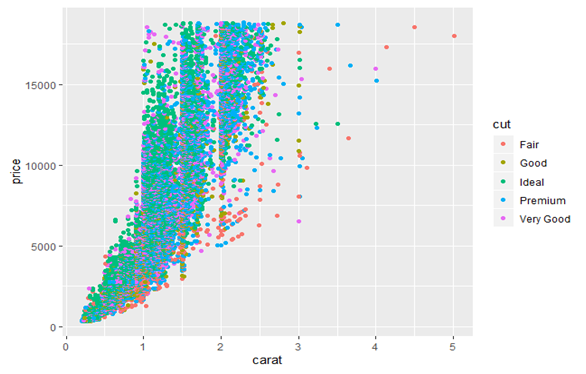 15000
10000
5000
0
price
0
1
2
3
4
5
carat
cut
Fair
Good
Ideal
Premium
Very Good